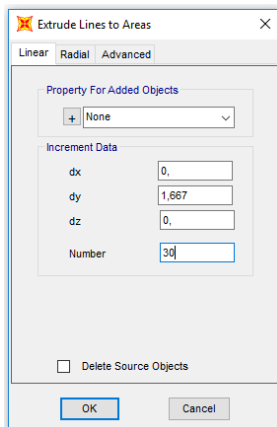 Extrude Lines to Areas
Linear Radial Advanced
Property For Added Objects
+ None
Increment Data
dx 0,
dy 1,667
dz 0,
Number 30
Delete Source Objects
OK Cancel